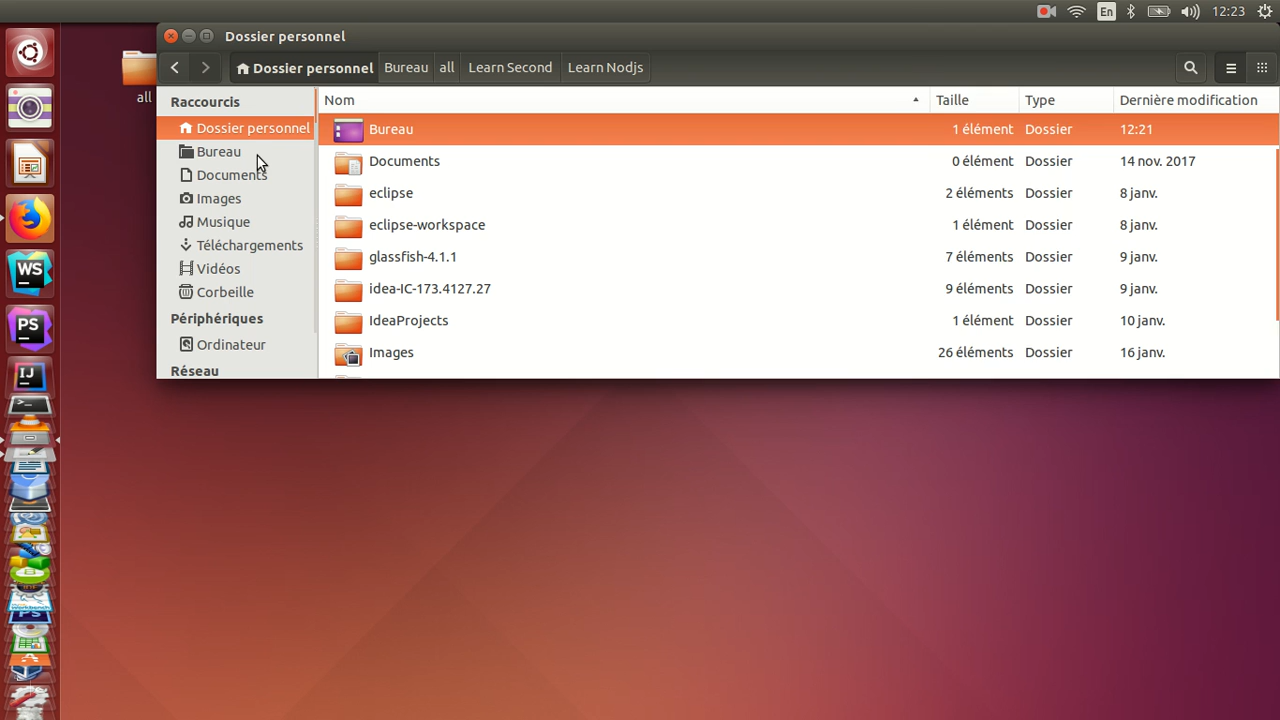 En 12:23
Dossier personnel
Dossier personnel Bureau all Learn Second Learn Nodjs
all
Raccourcis
Dossier personnel
Bureau
Documents
Images
Musique
Téléchargements
Vidéos
Corbeille
Périphériques
Ordinateur
Réseau
Nom Taille Type Dernière modification
Bureau 1 élément Dossier 12:21
Documents 0 élément Dossier 14 nov. 2017
eclipse 2 éléments Dossier 8 janv.
eclipse-workspace 1 élément Dossier 8 janv.
glassfish-4.1.1 7 éléments Dossier 9 janv.
idea-IC-173.4127.27 9 éléments Dossier 9 janv.
IdeaProjects 1 élément Dossier 10 janv.
Images 26 éléments Dossier 16 janv.
WS
PS
IJ
Workbench
PS